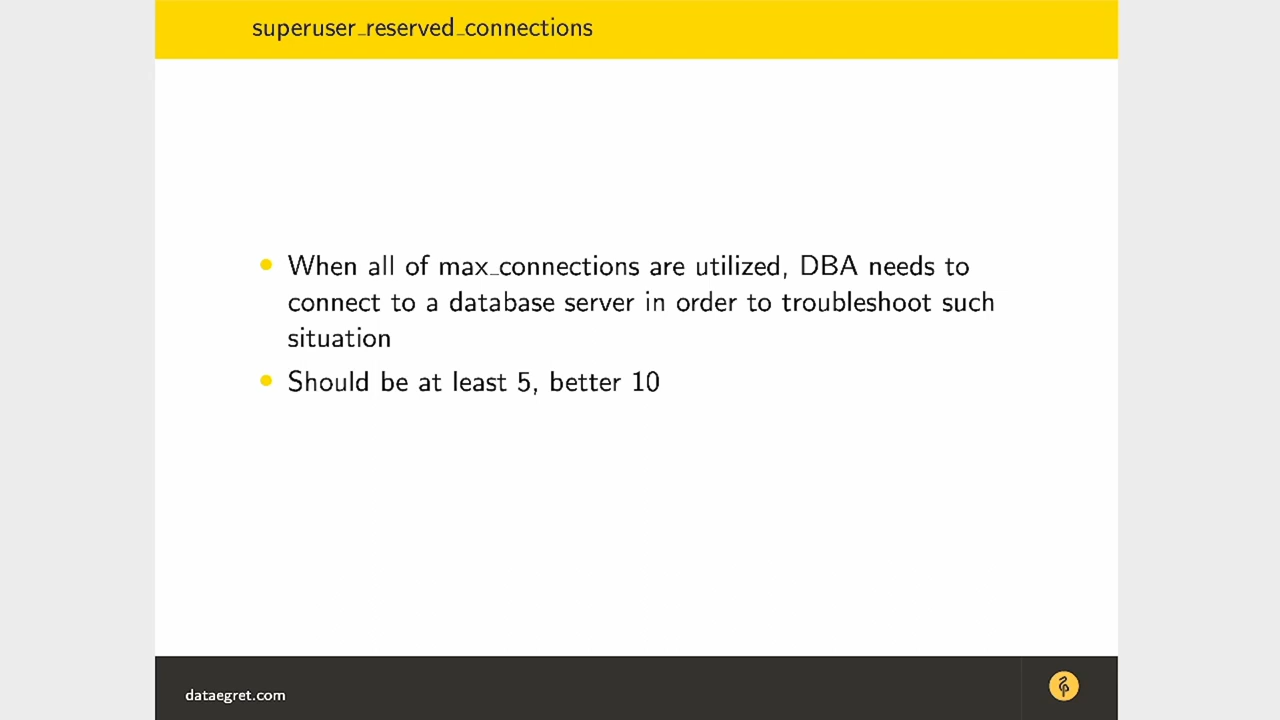 superuser_reserved_connections
When all of max_connections are utilized, DBA needs to
connect to a database server in order to troubleshoot such
situation
Should be at least 5, better 10
dataegret.com